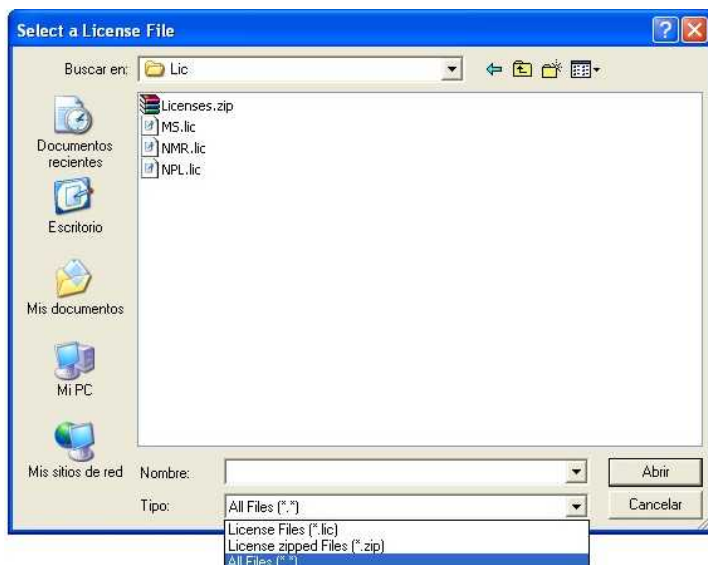 Select a License File
Buscar en:
Lic
Licenses.zip
MS.lic
NMR.lic
NPL.lic
Documentos
recientes
Escritorio
Mis documentos
Mi PC
Mis sitios de red
Nombre:
Abrir
Tipo:
All Files (*.*)
Cancelar
License Files (*.lic)
License zipped Files (*.zip)
All Files (*.*)